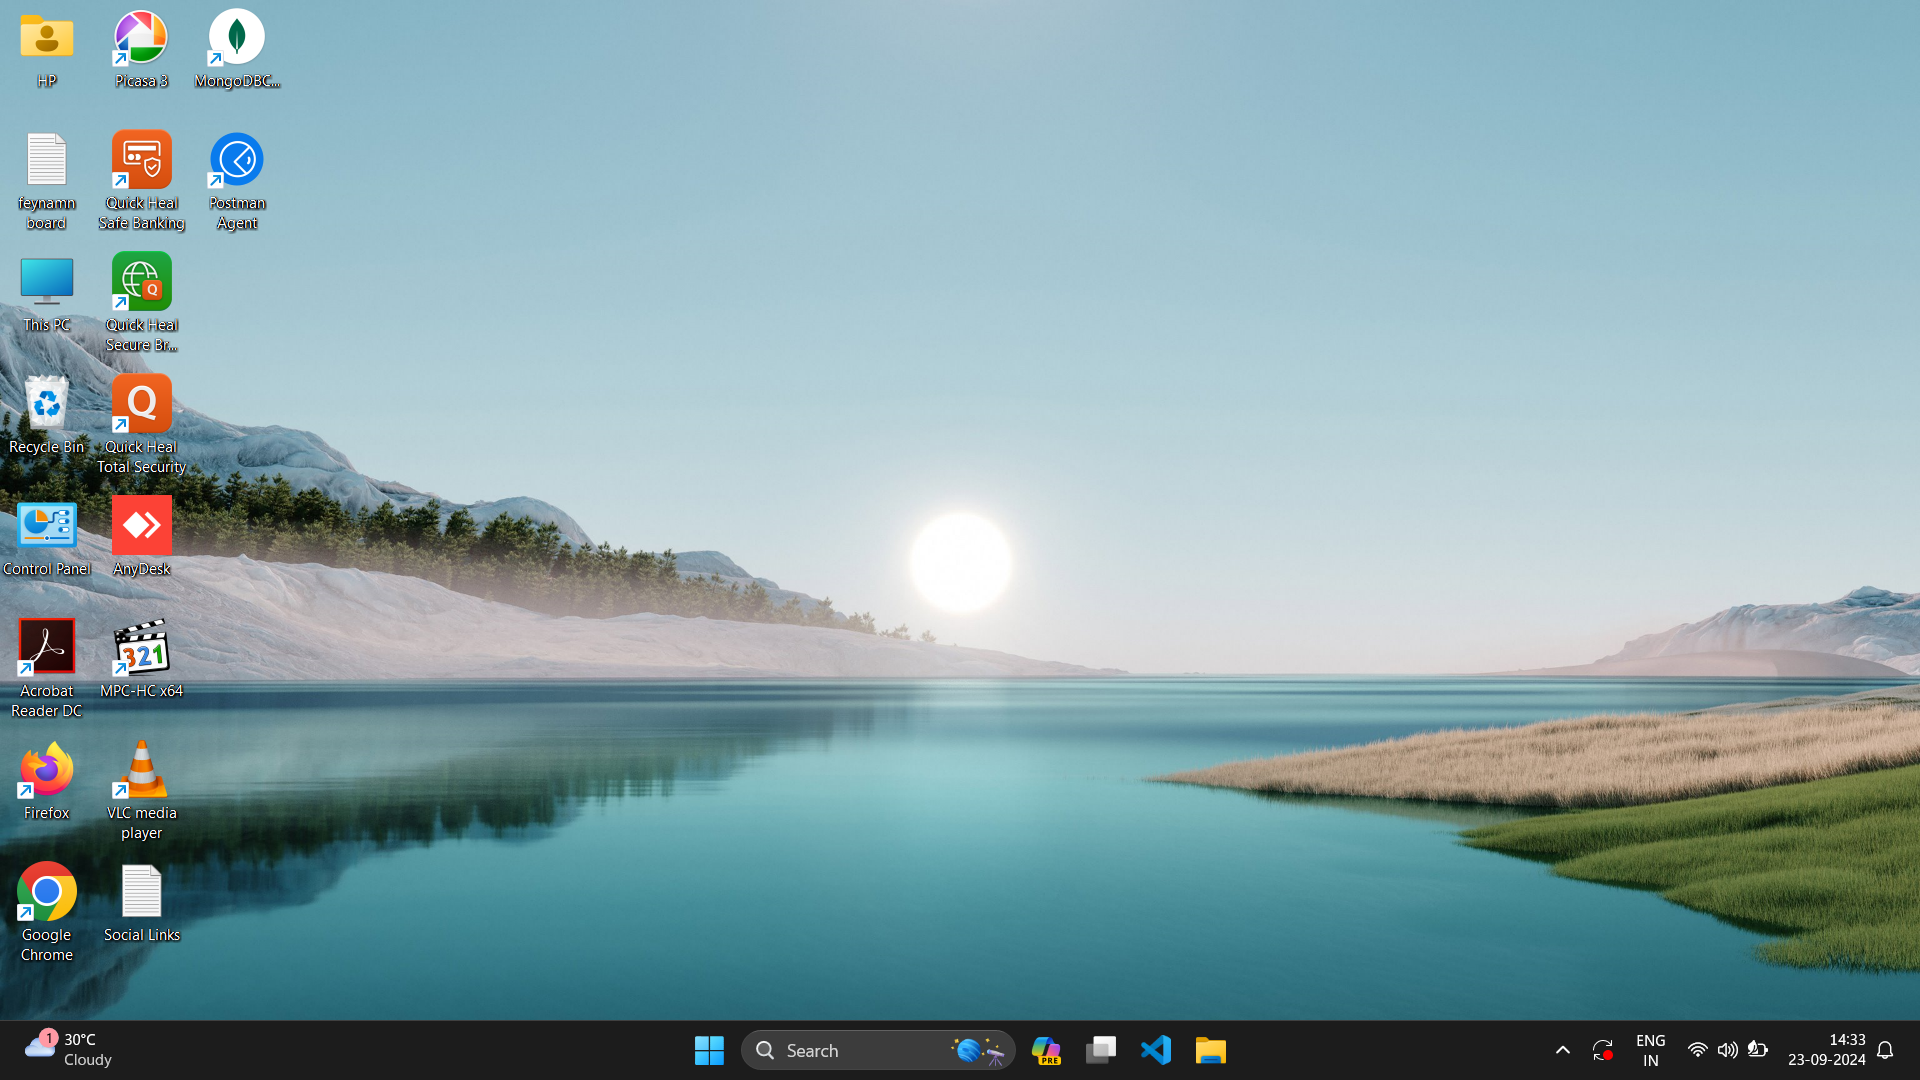 HP
Picasa 3
MongoDBC...
feynamn
board
Quick Heal
Safe Banking
Postman
Agent
This PC
Quick Heal
Secure Br...
Recycle Bin
Quick Heal
Total Security
Control Panel
AnyDesk
Acrobat
Reader DC
321
MPC-HC x64
Firefox
VLC media
player
Google
Chrome
Social Links
1
30°C
Cloudy
Search
PRE
ENG
IN
14:33
23-09-2024